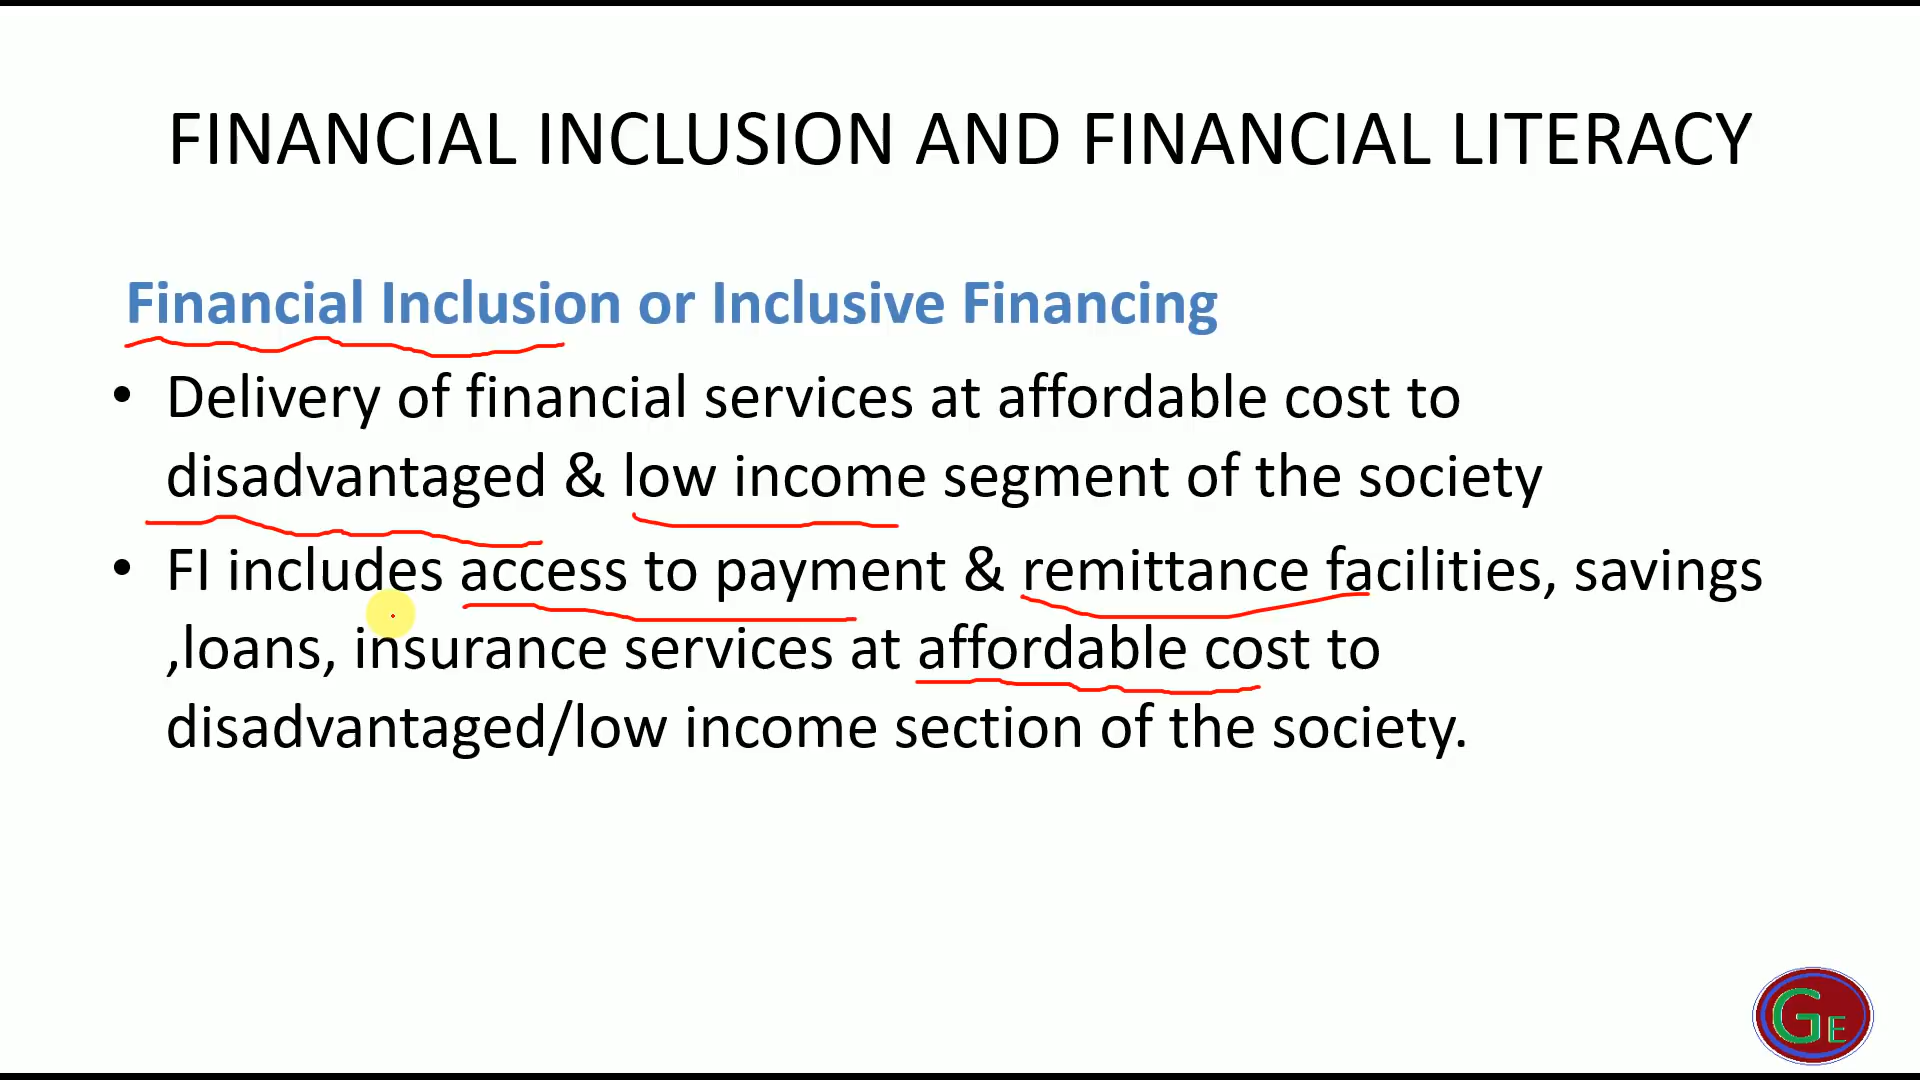 FINANCIAL INCLUSION AND FINANCIAL LITERACY
Financial Inclusion or Inclusive Financing
• Delivery of financial services at affordable cost to
disadvantaged & low income segment of the society
• FI includes access to payment & remittance facilities, savings
,loans, insurance services at affordable cost to
disadvantaged/low income section of the society.
GE